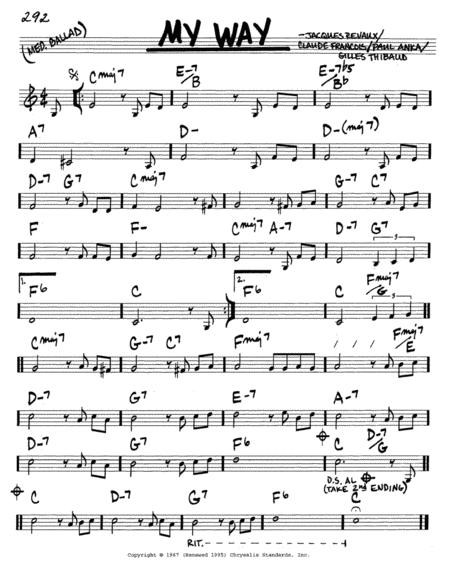 292
MY WAY
(MED. BALLAD)
- JACQUES REVAUX/
CLAUDE FRANCOIS/PAUL ANKA/
GILLES THIBAUD
Cmaj7 E-7/B E-7b5/Bb
A7 D- D-(maj7)
D-7 G7 Cmaj7 G-7 C7
F F- Cmaj7 A-7 D-7 G7
3
1. F6 C 2. F6 C Fmaj7/G
3
Cmaj7 G-7 C7 Fmaj7 Fmaj7/E
D-7 G7 E-7 A-7
D-7 G7 F6 C D-7/G
D.S. AL
(TAKE 2ND ENDING)
C D-7 G7 F6 C
RIT.
Copyright © 1967 (Renewed 1995) Chrysalis Standards, Inc.